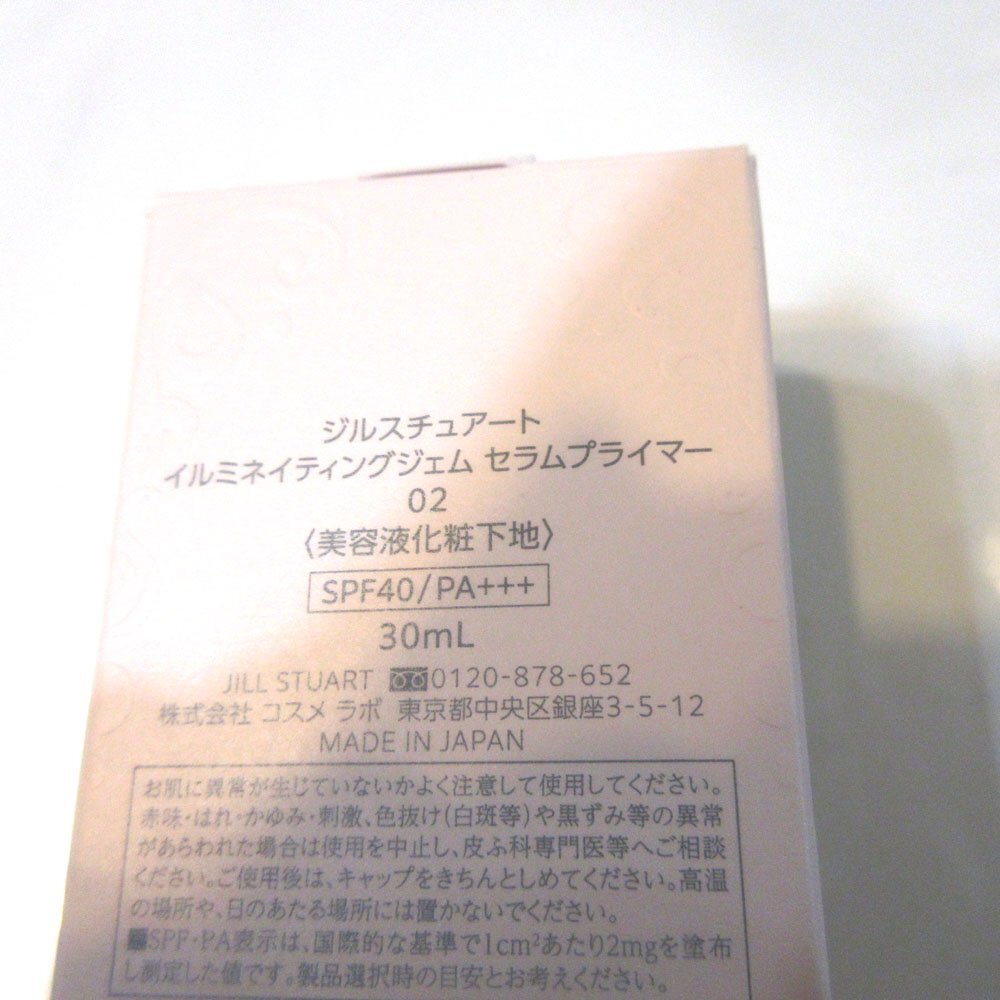 ジルスチュアート
イルミネイティングジェム セラムプライマー
02
〈美容液化粧下地〉
SPF40/PA+++
30mL
JILL STUART 0120-878-652
株式会社 コスメ ラボ 東京都中央区銀座3-5-12
MADE IN JAPAN
お肌に異常が生じていないかよく注意して使用してください。
赤味・はれ・かゆみ・刺激、色抜け(白斑等)や黒ずみ等の異常
があらわれた場合は使用を中止し、皮ふ科専門医等へご相談
ください。ご使用後は、キャップをきちんとしめてください。高温
の場所や、日のあたる場所には置かないでください。
■SPF・PA表示は、国際的な基準で1cm²あたり2mgを塗布
し測定した値です。製品選択時の目安とお考えください。